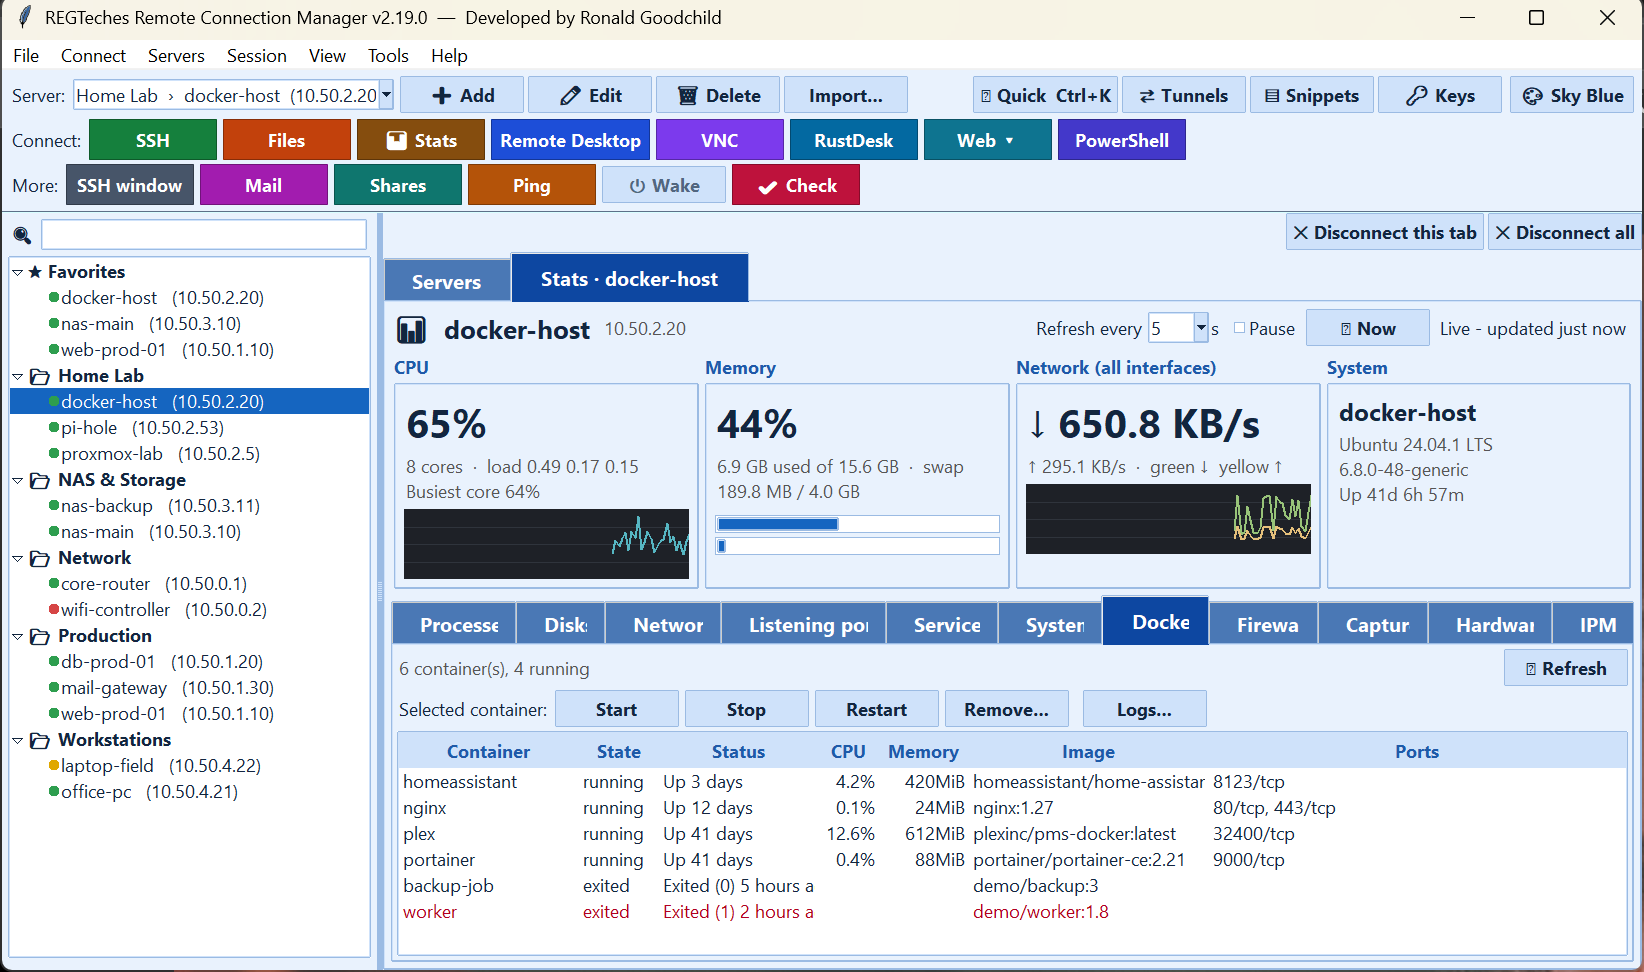 REGTeches Remote Connection Manager v2.19.0 — Developed by Ronald Goodchild
File Connect Servers Session View Tools Help
Server: Home Lab › docker-host (10.50.2.20 Add Edit Delete Import... Quick Ctrl+K Tunnels Snippets Keys Sky Blue
Connect: SSH Files Stats Remote Desktop VNC RustDesk Web PowerShell
More: SSH window Mail Shares Ping Wake Check
Disconnect this tab Disconnect all
Favorites
docker-host (10.50.2.20)
nas-main (10.50.3.10)
web-prod-01 (10.50.1.10)
Home Lab
docker-host (10.50.2.20)
pi-hole (10.50.2.53)
proxmox-lab (10.50.2.5)
NAS & Storage
nas-backup (10.50.3.11)
nas-main (10.50.3.10)
Network
core-router (10.50.0.1)
wifi-controller (10.50.0.2)
Production
db-prod-01 (10.50.1.20)
mail-gateway (10.50.1.30)
web-prod-01 (10.50.1.10)
Workstations
laptop-field (10.50.4.22)
office-pc (10.50.4.21)
Servers Stats · docker-host
docker-host 10.50.2.20 Refresh every 5 s Pause Now Live - updated just now
CPU
65%
8 cores · load 0.49 0.17 0.15
Busiest core 64%
Memory
44%
6.9 GB used of 15.6 GB · swap
189.8 MB / 4.0 GB
Network (all interfaces)
↓ 650.8 KB/s
↑ 295.1 KB/s · green ↓ yellow ↑
System
docker-host
Ubuntu 24.04.1 LTS
6.8.0-48-generic
Up 41d 6h 57m
Processe Disk Networ Listening po Service System Docke Firewa Captur Hardwar IPM
6 container(s), 4 running Refresh
Selected container: Start Stop Restart Remove... Logs...
Container State Status CPU Memory Image Ports
homeassistant running Up 3 days 4.2% 420MiB homeassistant/home-assistar 8123/tcp
nginx running Up 12 days 0.1% 24MiB nginx:1.27 80/tcp, 443/tcp
plex running Up 41 days 12.6% 612MiB plexinc/pms-docker:latest 32400/tcp
portainer running Up 41 days 0.4% 88MiB portainer/portainer-ce:2.21 9000/tcp
backup-job exited Exited (0) 5 hours a demo/backup:3
worker exited Exited (1) 2 hours a demo/worker:1.8